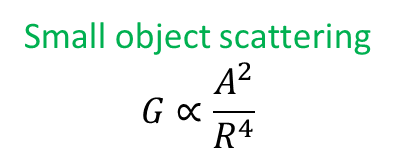 Small object scattering
G ∝ A² / R⁴